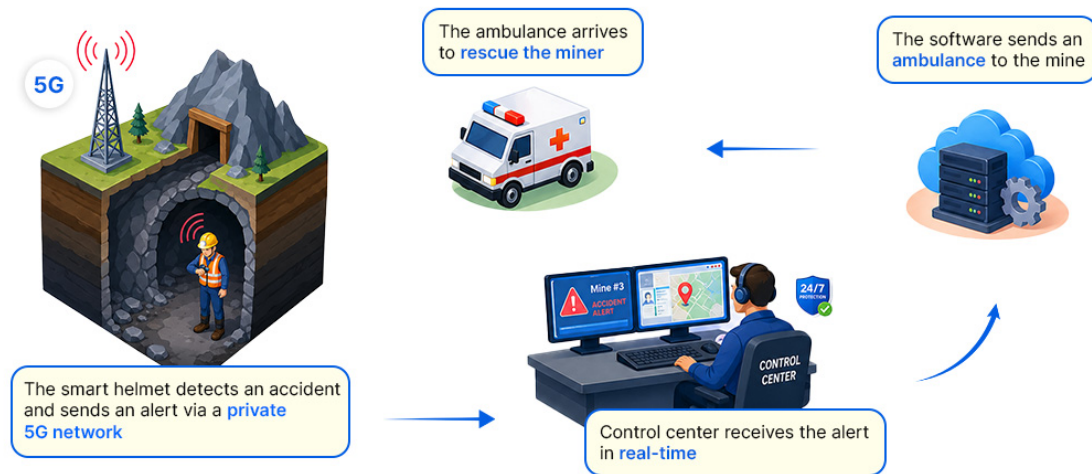 5G
The smart helmet detects an accident
and sends an alert via a private
5G network
Mine #3
ACCIDENT
ALERT
24/7
PROTECTION
CONTROL
CENTER
Control center receives the alert
in real-time
The software sends an
ambulance to the mine
The ambulance arrives
to rescue the miner